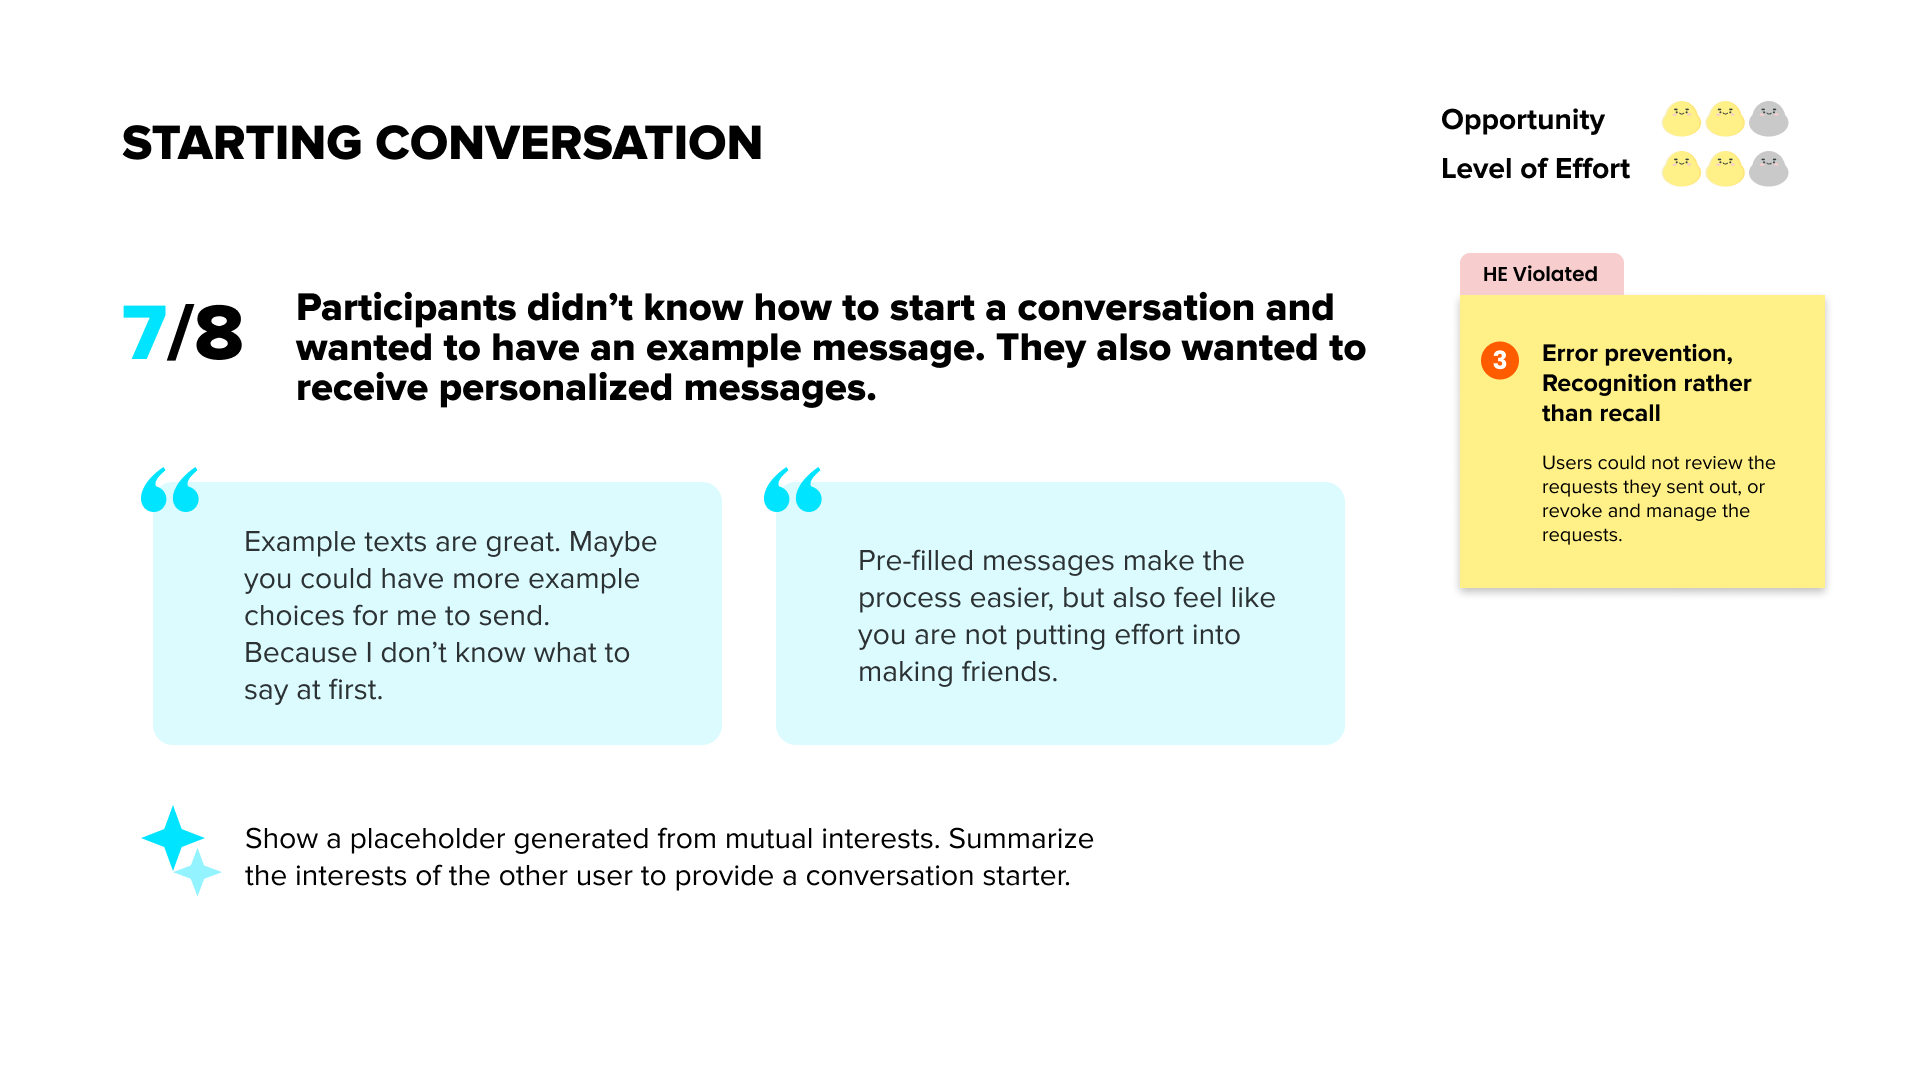 STARTING CONVERSATION
Opportunity
Level of Effort
7/8
Participants didn’t know how to start a conversation and
wanted to have an example message. They also wanted to
receive personalized messages.
HE Violated
3
Error prevention,
Recognition rather
than recall
Users could not review the
requests they sent out, or
revoke and manage the
requests.
“
Example texts are great. Maybe
you could have more example
choices for me to send.
Because I don’t know what to
say at first.
“
Pre-filled messages make the
process easier, but also feel like
you are not putting effort into
making friends.
Show a placeholder generated from mutual interests. Summarize
the interests of the other user to provide a conversation starter.